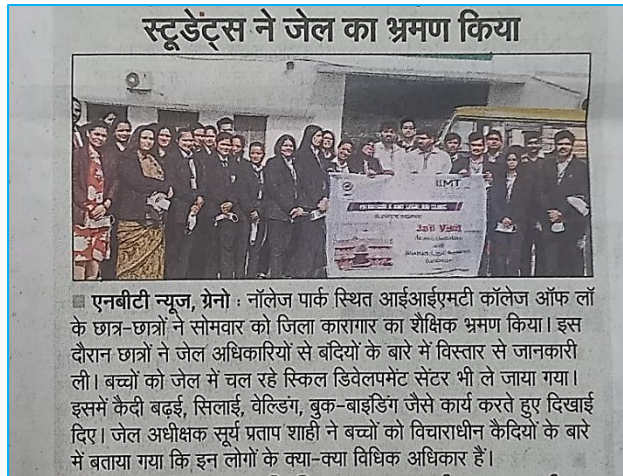 स्टूडेंट्स ने जेल का भ्रमण किया
IIMT
Jail Visit
■ एनबीटी न्यूज, ग्रेनो : नॉलेज पार्क स्थित आईआईएमटी कॉलेज ऑफ लॉ
के छात्र-छात्रों ने सोमवार को जिला कारागार का शैक्षिक भ्रमण किया। इस
दौरान छात्रों ने जेल अधिकारियों से बंदियों के बारे में विस्तार से जानकारी
ली। बच्चों को जेल में चल रहे स्किल डिवेलपमेंट सेंटर भी ले जाया गया।
इसमें कैदी बढ़ई, सिलाई, वेल्डिंग, बुक-बाइंडिंग जैसे कार्य करते हुए दिखाई
दिए। जेल अधीक्षक सूर्य प्रताप शाही ने बच्चों को विचाराधीन कैदियों के बारे
में बताया गया कि इन लोगों के क्या-क्या विधिक अधिकार हैं।